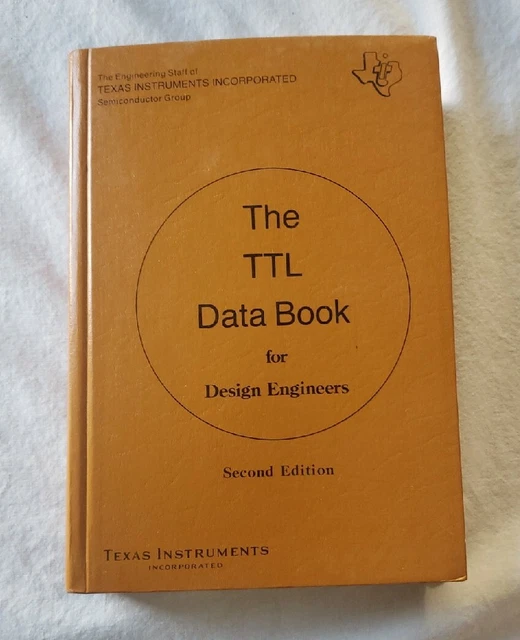 The Engineering Staff of
TEXAS INSTRUMENTS INCORPORATED
Semiconductor Group
The
TTL
Data Book
for
Design Engineers
Second Edition
TEXAS INSTRUMENTS
INCORPORATED